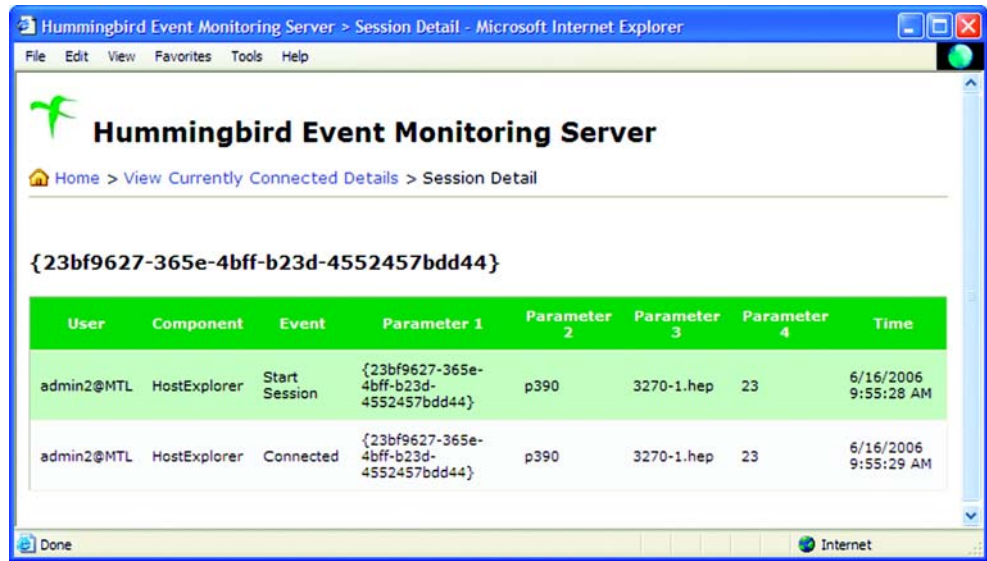 Hummingbird Event Monitoring Server > Session Detail - Microsoft Internet Explorer
File Edit View Favorites Tools Help
Hummingbird Event Monitoring Server
Home > View Currently Connected Details > Session Detail
{23bf9627-365e-4bff-b23d-4552457bdd44}
User Component Event Parameter 1 Parameter 2 Parameter 3 Parameter 4 Time
admin2@MTL HostExplorer Start Session {23bf9627-365e-4bff-b23d-4552457bdd44} p390 3270-1.hep 23 6/16/2006 9:55:28 AM
admin2@MTL HostExplorer Connected {23bf9627-365e-4bff-b23d-4552457bdd44} p390 3270-1.hep 23 6/16/2006 9:55:29 AM
Done Internet